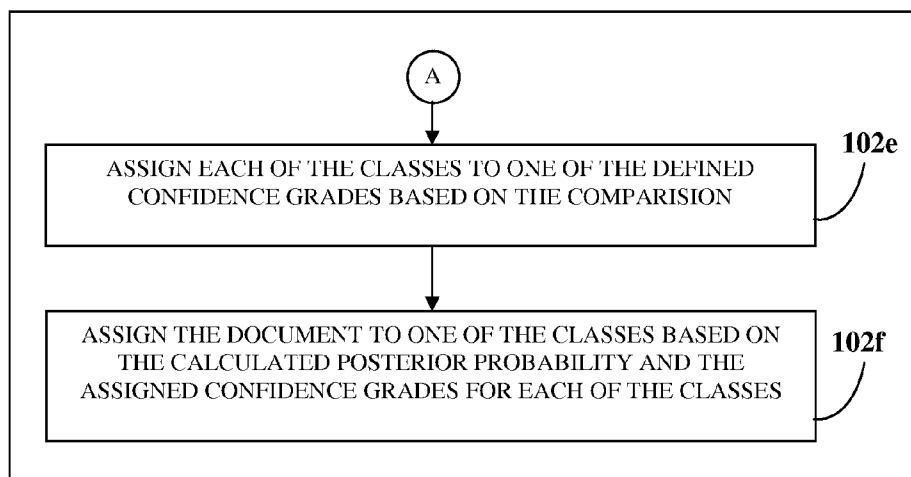 A
ASSIGN EACH OF THE CLASSES TO ONE OF THE DEFINED
CONFIDENCE GRADES BASED ON THE COMPARISION
102e
ASSIGN THE DOCUMENT TO ONE OF THE CLASSES BASED ON
THE CALCULATED POSTERIOR PROBABILITY AND THE
ASSIGNED CONFIDENCE GRADES FOR EACH OF THE CLASSES
102f